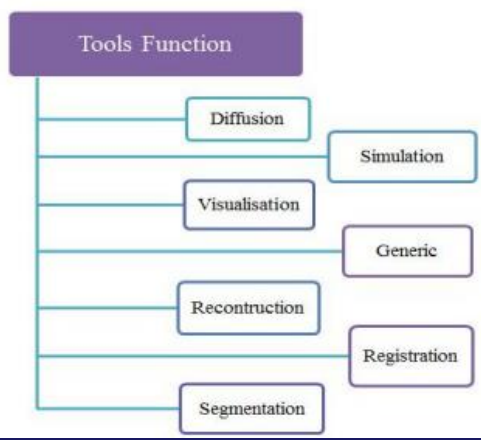 Tools Function
Diffusion
Simulation
Visualisation
Generic
Recontruction
Registration
Segmentation